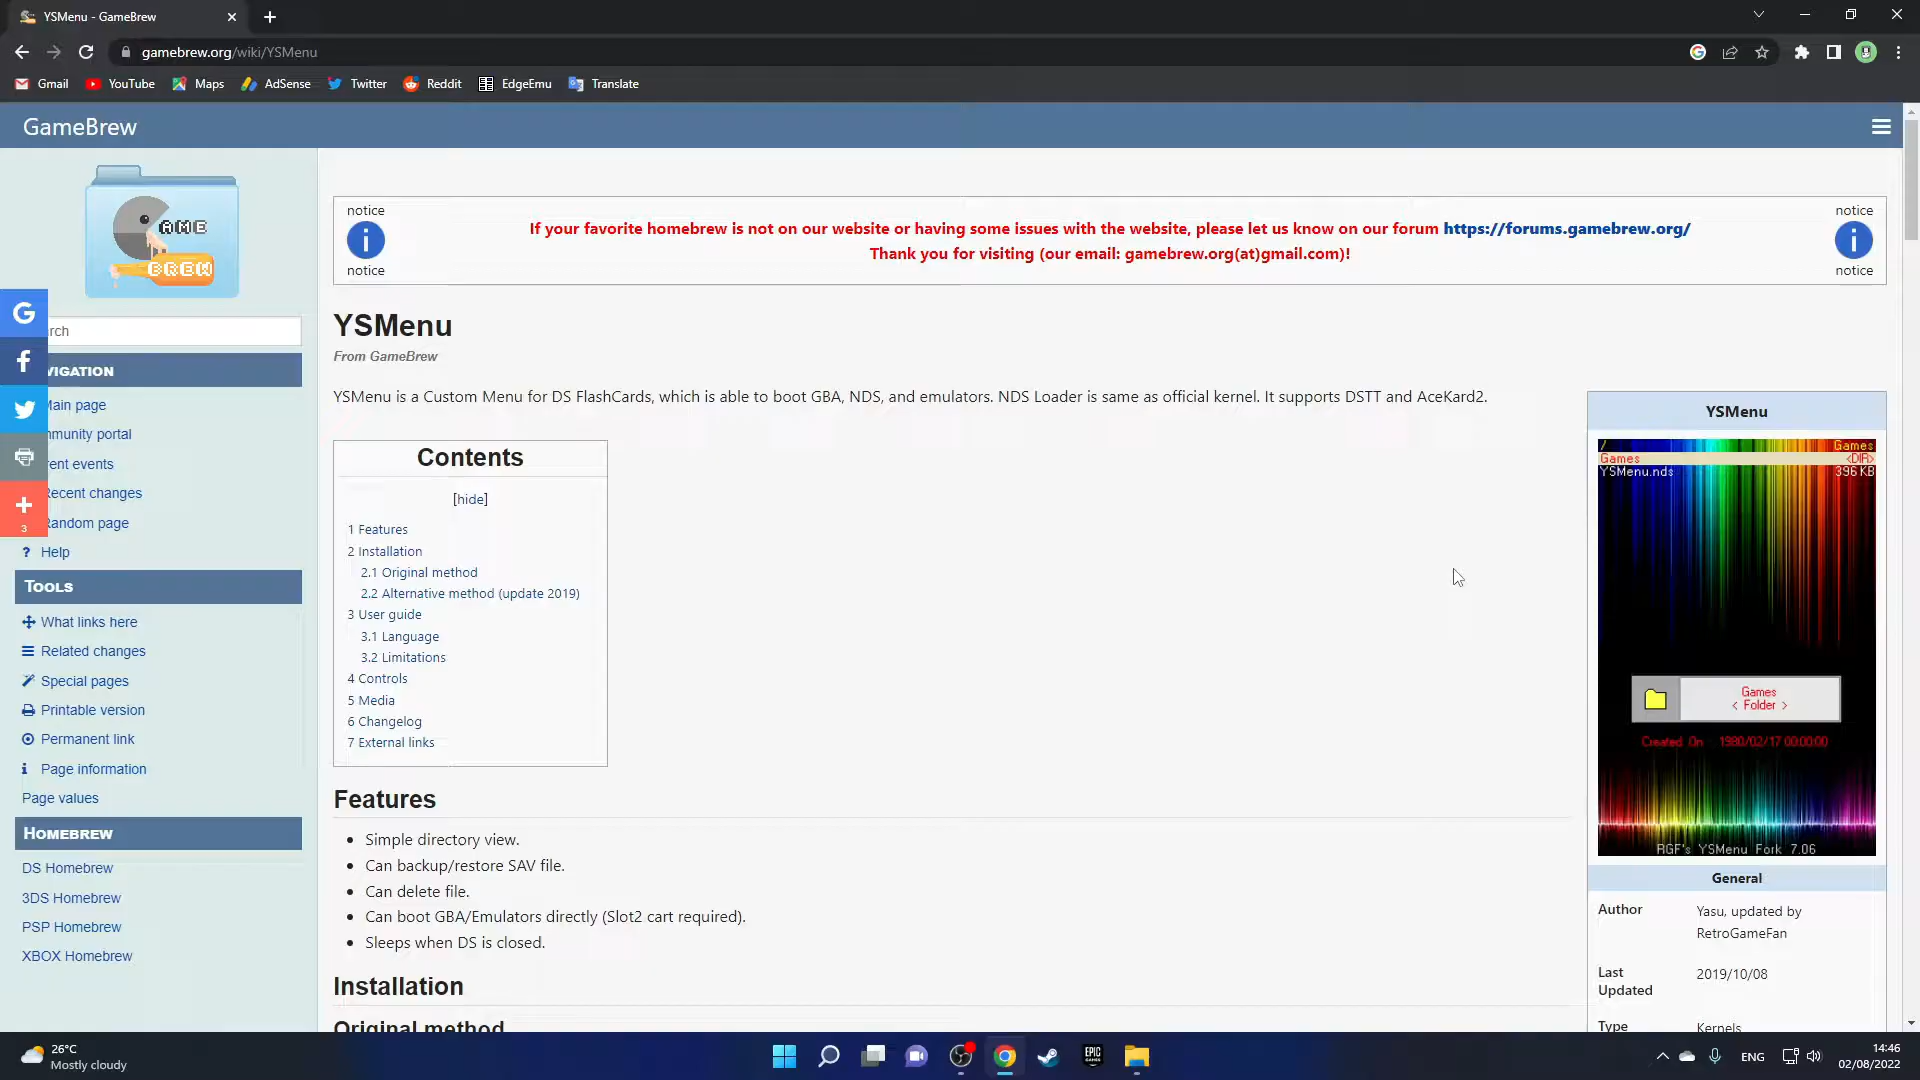 YSMenu - GameBrew
gamebrew.org/wiki/YSMenu
Gmail
YouTube
Maps
AdSense
Twitter
Reddit
EdgeEmu
Translate
GameBrew
AME
BREW
notice
notice
If your favorite homebrew is not on our website or having some issues with the website, please let us know on our forum https://forums.gamebrew.org/
Thank you for visiting (our email: gamebrew.org(at)gmail.com)!
notice
notice
rch
VIGATION
Main page
mmunity portal
rent events
Recent changes
Random page
? Help
3
TOOLS
What links here
Related changes
Special pages
Printable version
Permanent link
Page information
Page values
HOMEBREW
DS Homebrew
3DS Homebrew
PSP Homebrew
XBOX Homebrew
YSMenu
From GameBrew
YSMenu is a Custom Menu for DS FlashCards, which is able to boot GBA, NDS, and emulators. NDS Loader is same as official kernel. It supports DSTT and AceKard2.
Contents
[hide]
1 Features
2 Installation
2.1 Original method
2.2 Alternative method (update 2019)
3 User guide
3.1 Language
3.2 Limitations
4 Controls
5 Media
6 Changelog
7 External links
Features
Simple directory view.
Can backup/restore SAV file.
Can delete file.
Can boot GBA/Emulators directly (Slot2 cart required).
Sleeps when DS is closed.
Installation
Original method
YSMenu
/ Games
Games <DIR>
YSMenu.nds 396 KB
Games
< Folder >
Created On 1980/02/17 00:00:00
RGF's YSMenu Fork 7.06
General
Author Yasu, updated by
RetroGameFan
Last
Updated 2019/10/08
Type Kernels
26°C
Mostly cloudy
EPIC
GAMES
ENG
14:46
02/08/2022